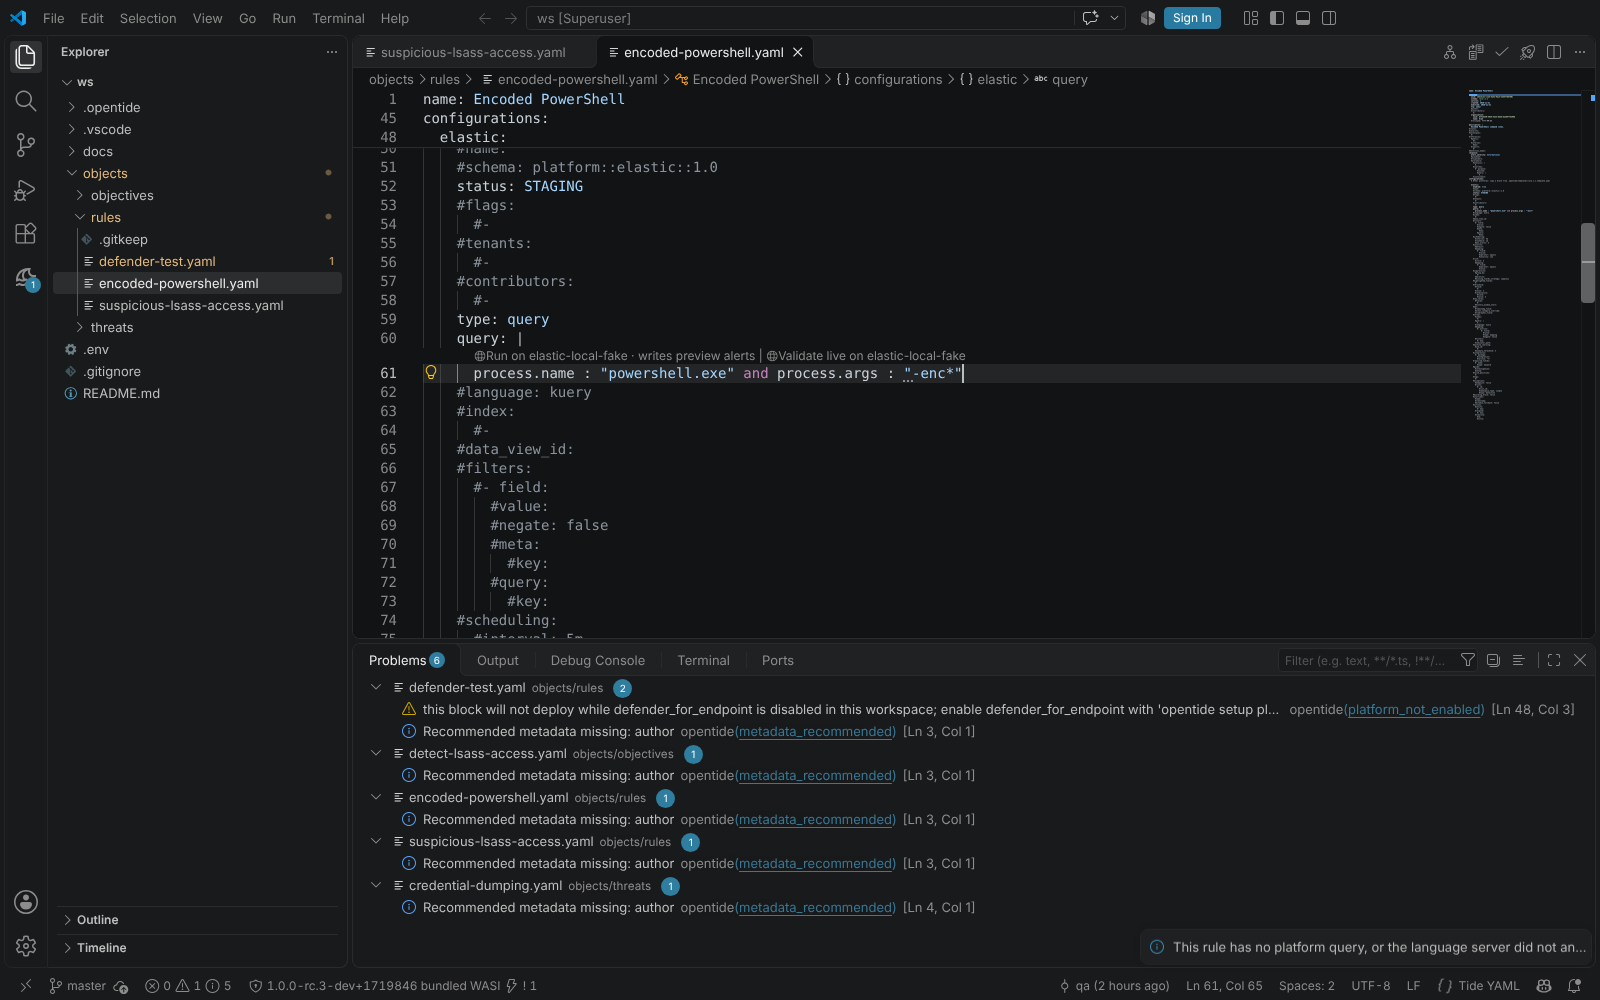 File Edit Selection View Go Run Terminal Help
ws [Superuser]
Sign In
Explorer
ws
.opentide
.vscode
docs
objects
objectives
rules
.gitkeep
defender-test.yaml 1
encoded-powershell.yaml
suspicious-lsass-access.yaml
threats
.env
.gitignore
README.md
Outline
Timeline
1
suspicious-lsass-access.yaml
encoded-powershell.yaml
objects > rules > encoded-powershell.yaml > Encoded PowerShell > { } configurations > { } elastic > abc query
1 name: Encoded PowerShell
45 configurations:
48 elastic:
50 #name:
51 #schema: platform::elastic::1.0
52 status: STAGING
53 #flags:
54 #-
55 #tenants:
56 #-
57 #contributors:
58 #-
59 type: query
60 query: |
Run on elastic-local-fake · writes preview alerts | Validate live on elastic-local-fake
61 process.name : "powershell.exe" and process.args : "-enc*"
62 #language: kuery
63 #index:
64 #-
65 #data_view_id:
66 #filters:
67 #- field:
68 #value:
69 #negate: false
70 #meta:
71 #key:
72 #query:
73 #key:
74 #scheduling:
75 #interval: 5m
Problems 6 Output Debug Console Terminal Ports
Filter (e.g. text, **/*.ts, !**/...
defender-test.yaml objects/rules 2
this block will not deploy while defender_for_endpoint is disabled in this workspace; enable defender_for_endpoint with 'opentide setup pl... opentide(platform_not_enabled) [Ln 48, Col 3]
Recommended metadata missing: author opentide(metadata_recommended) [Ln 3, Col 1]
detect-lsass-access.yaml objects/objectives 1
Recommended metadata missing: author opentide(metadata_recommended) [Ln 3, Col 1]
encoded-powershell.yaml objects/rules 1
Recommended metadata missing: author opentide(metadata_recommended) [Ln 3, Col 1]
suspicious-lsass-access.yaml objects/rules 1
Recommended metadata missing: author opentide(metadata_recommended) [Ln 3, Col 1]
credential-dumping.yaml objects/threats 1
Recommended metadata missing: author opentide(metadata_recommended) [Ln 4, Col 1]
This rule has no platform query, or the language server did not an...
master 0 1 5 1.0.0-rc.3-dev+1719846 bundled WASI ! 1
qa (2 hours ago) Ln 61, Col 65 Spaces: 2 UTF-8 LF { } Tide YAML